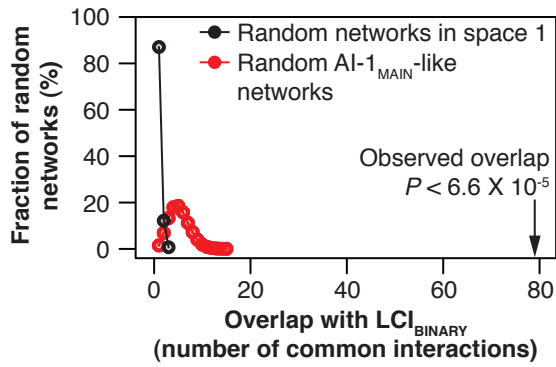 Random networks in space 1
Random AI-1MAIN-like
networks
Fraction of random
networks (%)
100
80
60
40
20
0
Observed overlap
P < 6.6 X 10-5
0
20
40
60
80
Overlap with LCIBINARY
(number of common interactions)